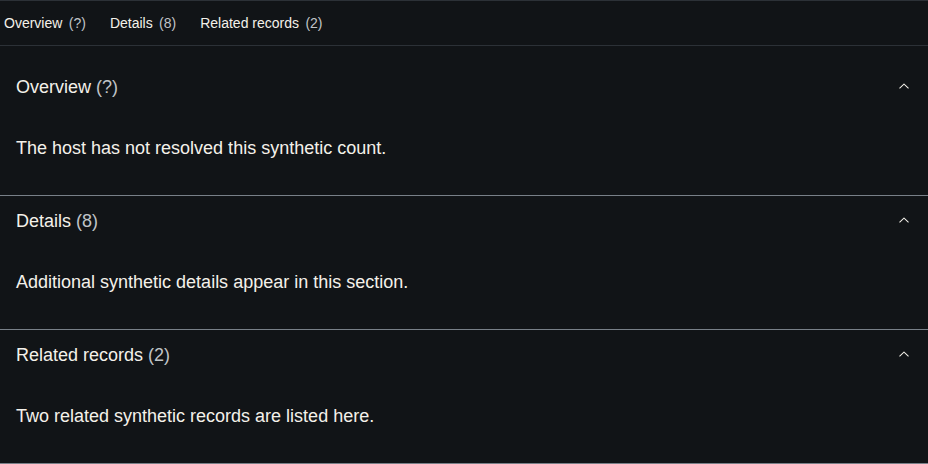 Overview (?) Details (8) Related records (2)
Overview (?)
The host has not resolved this synthetic count.
Details (8)
Additional synthetic details appear in this section.
Related records (2)
Two related synthetic records are listed here.